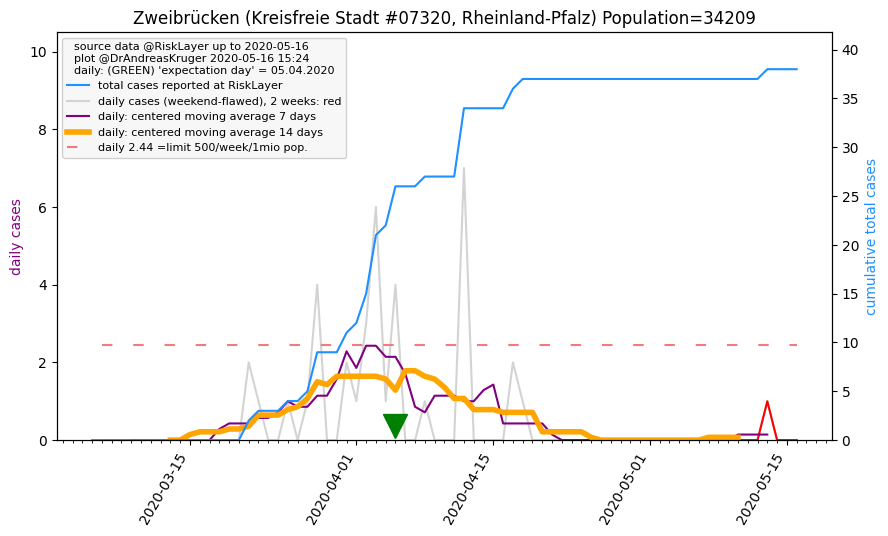 Zweibrücken (Kreisfreie Stadt #07320, Rheinland-Pfalz) Population=34209
source data @RiskLayer up to 2020-05-16
plot @DrAndreasKruger 2020-05-16 15:24
daily: (GREEN) 'expectation day' = 05.04.2020
total cases reported at RiskLayer
daily cases (weekend-flawed), 2 weeks: red
daily: centered moving average 7 days
daily: centered moving average 14 days
daily 2.44 =limit 500/week/1mio pop.
daily cases
10
8
6
4
2
0
40
35
30
25
20
15
10
5
0
cumulative total cases
2020-03-15
2020-04-01
2020-04-15
2020-05-01
2020-05-15